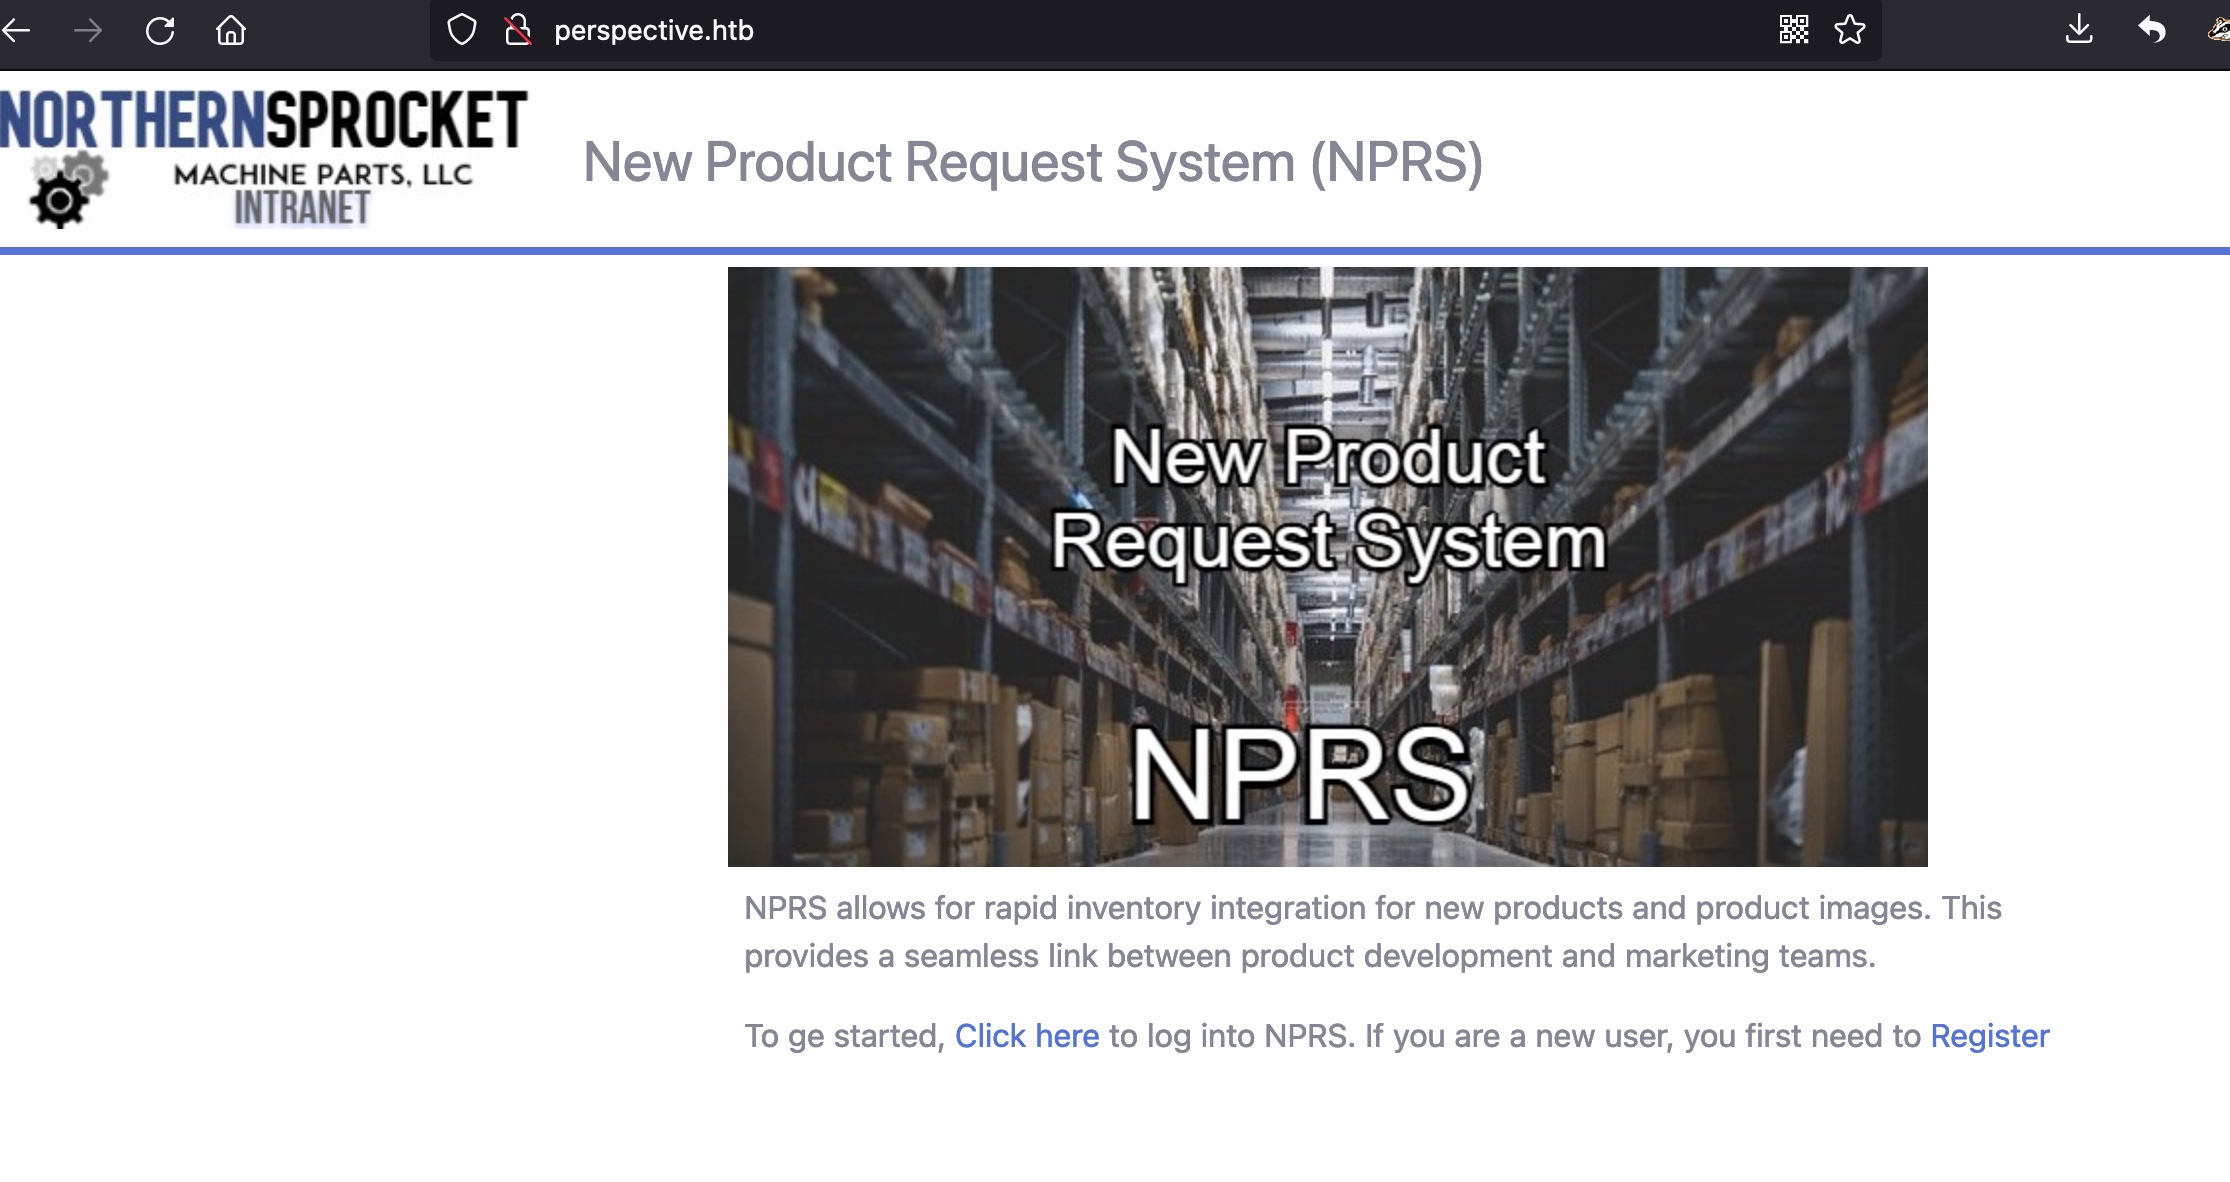 perspective.htb
NORTHERNSPROCKET
MACHINE PARTS, LLC
INTRANET
New Product Request System (NPRS)
New Product
Request System
NPRS
NPRS allows for rapid inventory integration for new products and product images. This
provides a seamless link between product development and marketing teams.
To ge started, Click here to log into NPRS. If you are a new user, you first need to Register